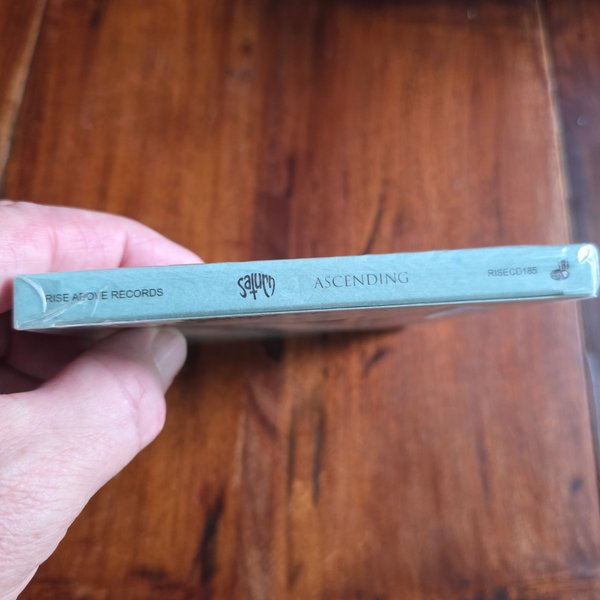 RISE ABOVE RECORDS saturn ASCENDING RISECD185